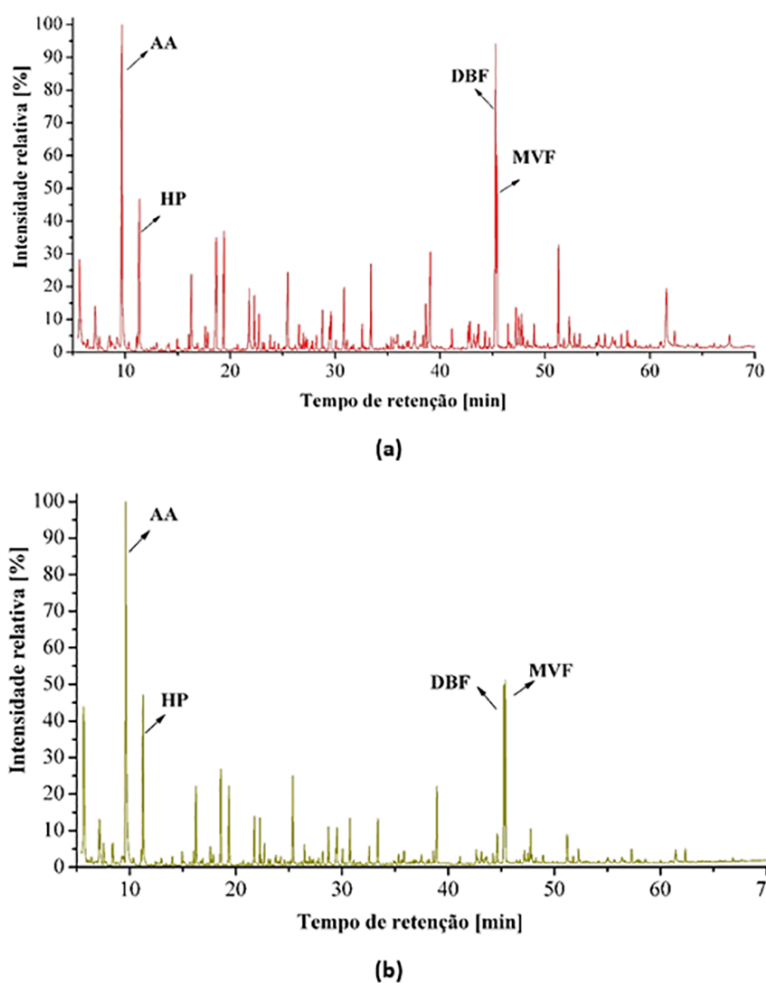 100
90
80
70
60
50
40
30
20
10
0
Intensidade relativa [%]
AA
HP
DBF
MVF
10 20 30 40 50 60 70
Tempo de retenção [min]
(a)
100
90
80
70
60
50
40
30
20
10
0
Intensidade relativa [%]
AA
HP
DBF
MVF
10 20 30 40 50 60 7
Tempo de retenção [min]
(b)